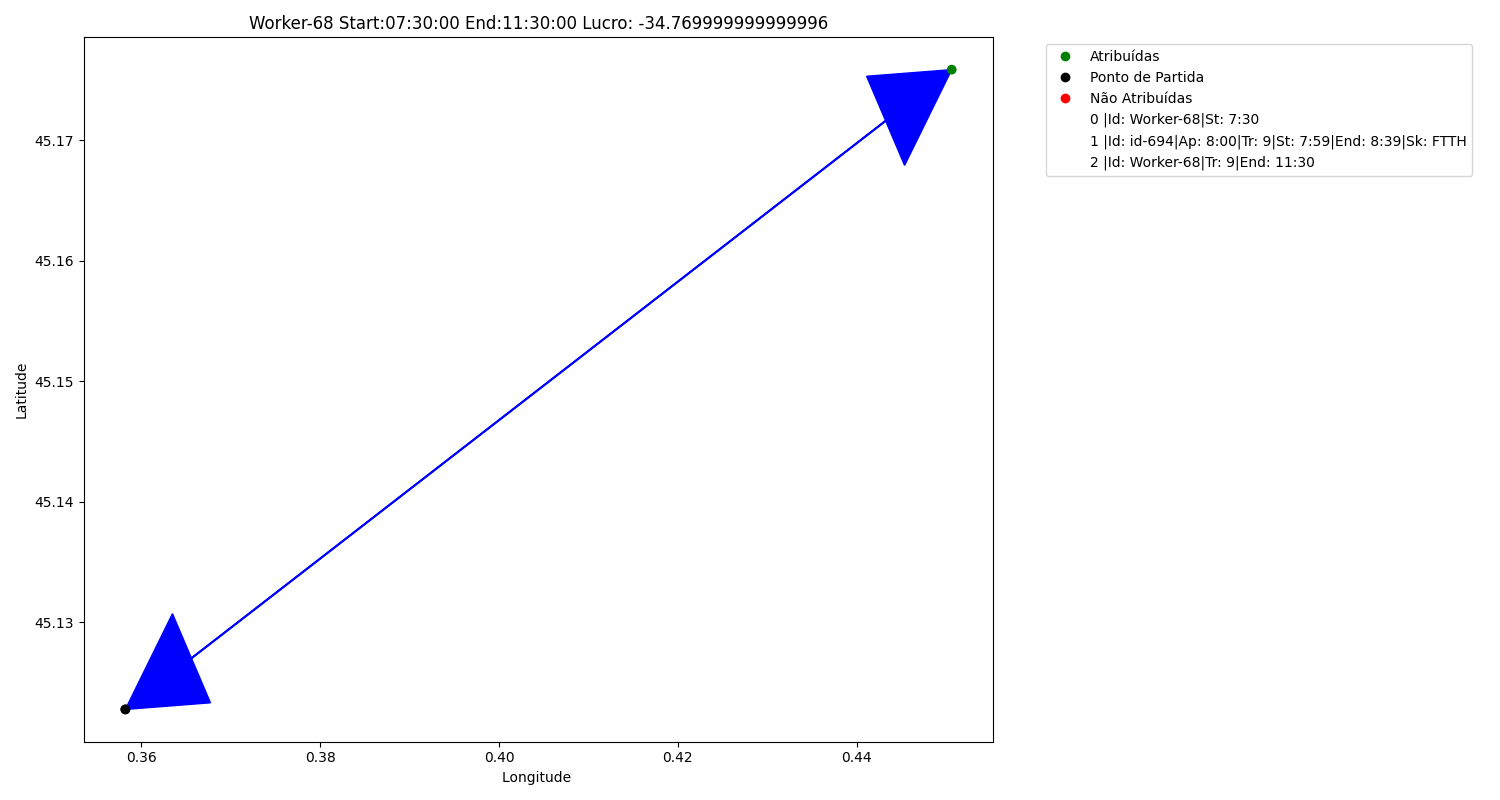 Worker-68 Start:07:30:00 End:11:30:00 Lucro: -34.769999999999996
Atribuídas
Ponto de Partida
Não Atribuídas
0 |Id: Worker-68|St: 7:30
1 |Id: id-694|Ap: 8:00|Tr: 9|St: 7:59|End: 8:39|Sk: FTTH
2 |Id: Worker-68|Tr: 9|End: 11:30
Latitude
45.17
45.16
45.15
45.14
45.13
0.36 0.38 0.40 0.42 0.44
Longitude